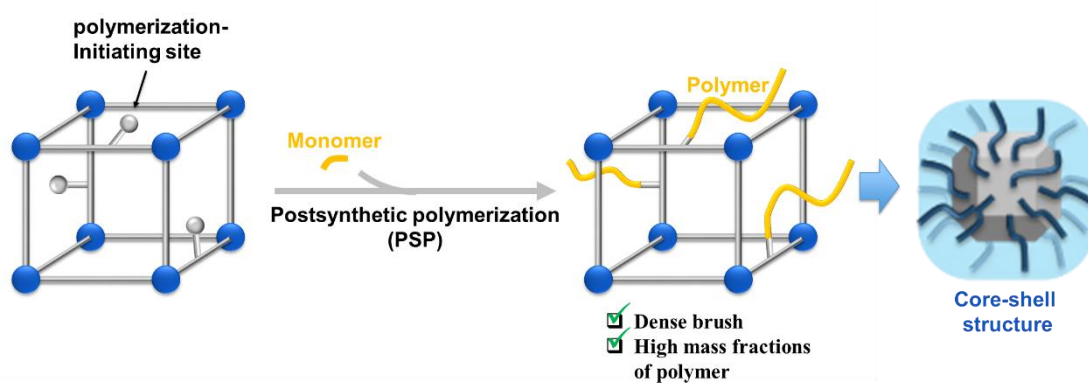 polymerization-
Initiating site
Monomer
Postsynthetic polymerization
(PSP)
Polymer
Dense brush
High mass fractions
of polymer
Core-shell
structure